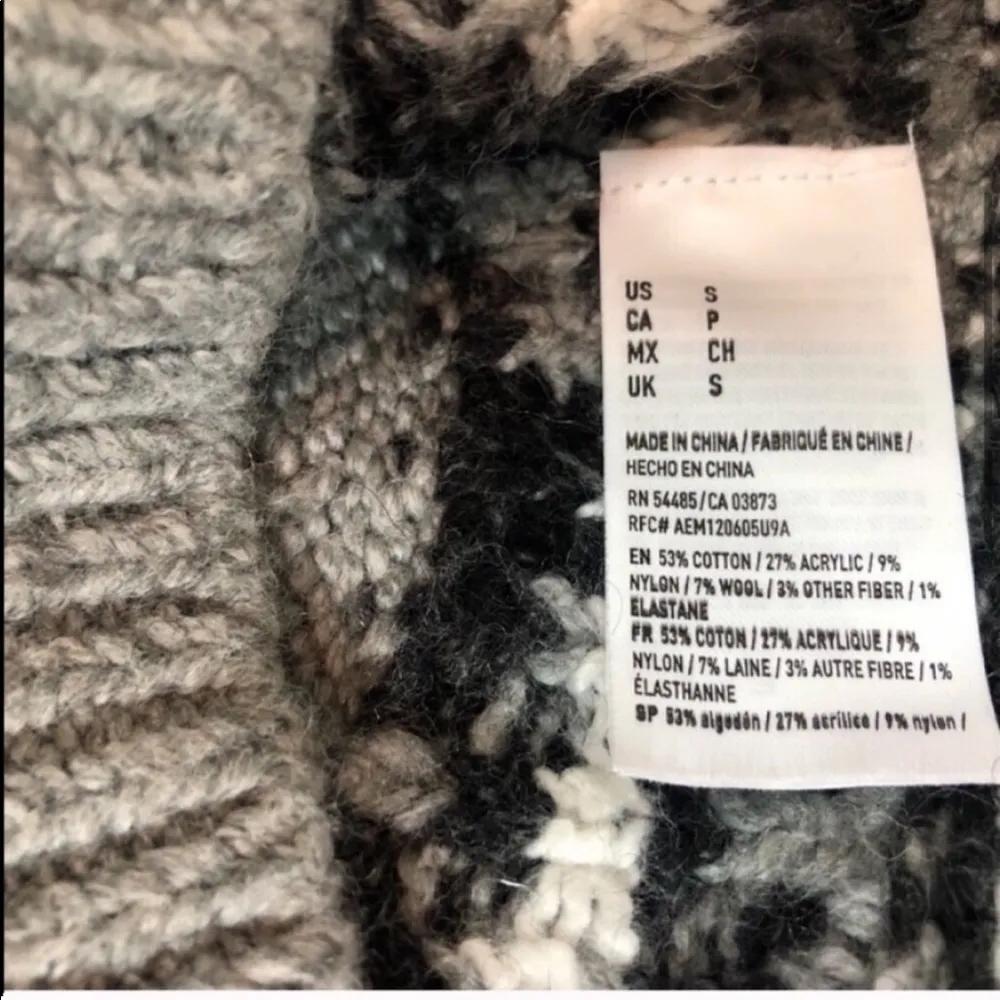 US S
CA P
MX CH
UK S
MADE IN CHINA / FABRIQUÉ EN CHINE /
HECHO EN CHINA
RN 54485 / CA 03873
RFC# AEM120605U9A
EN 53% COTTON / 27% ACRYLIC / 9%
NYLON / 7% WOOL / 3% OTHER FIBER / 1%
ELASTANE
FR 53% COTON / 27% ACRYLIQUE / 9%
NYLON / 7% LAINE / 3% AUTRE FIBRE / 1%
ÉLASTHANNE
SP 53% algodón / 27% acrílico / 9% nylon /